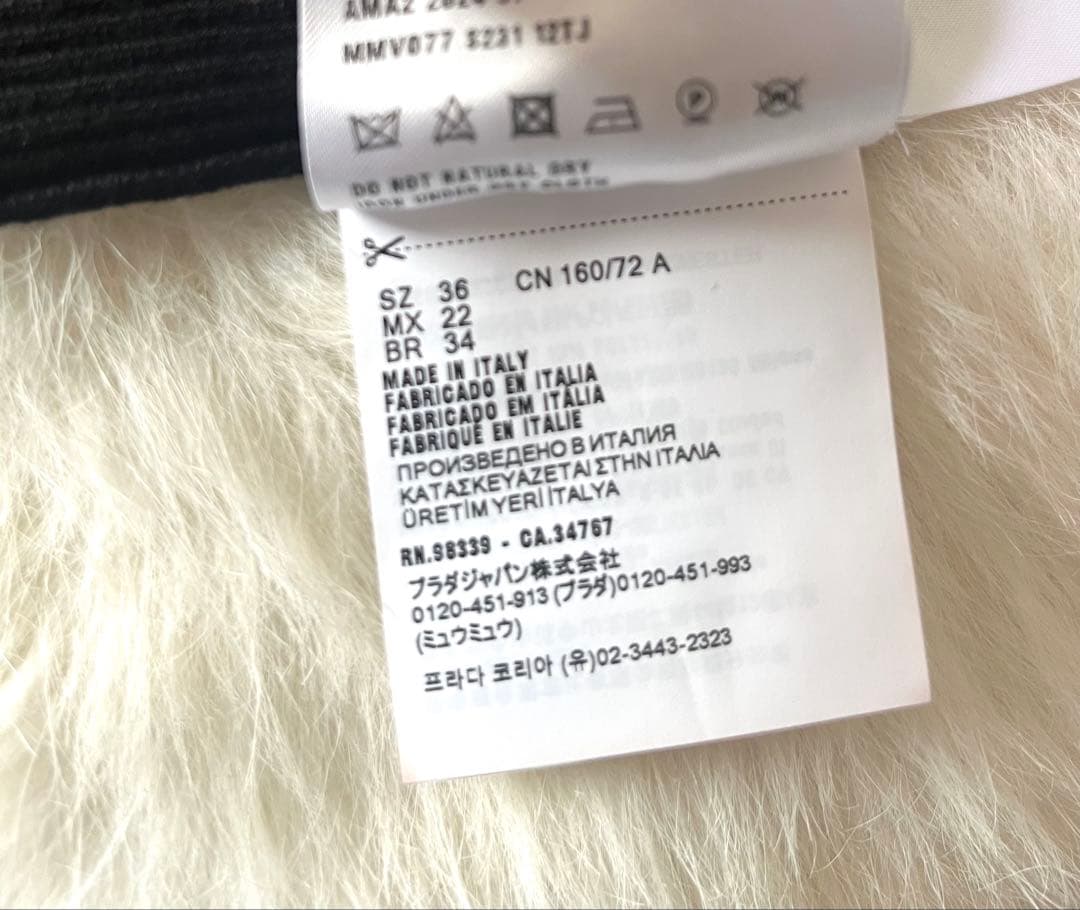 MMV077 S231 12TJ
DO NOT NATURAL DRY
SZ 36 CN 160/72 A
MX 22
BR 34
MADE IN ITALY
FABRICADO EN ITALIA
FABRICADO EM ITÁLIA
FABRIQUÉ EN ITALIE
ПРОИЗВЕДЕНО В ИТАЛИЯ
ΚΑΤΑΣΚΕΥΑΖΕΤΑΙ ΣΤΗΝ ΙΤΑΛΙΑ
ÜRETİM YERİ İTALYA
RN.98339 - CA.34767
プラダジャパン株式会社
0120-451-913 (プラダ)0120-451-993
(ミュウミュウ)
프라다 코리아 (유)02-3443-2323